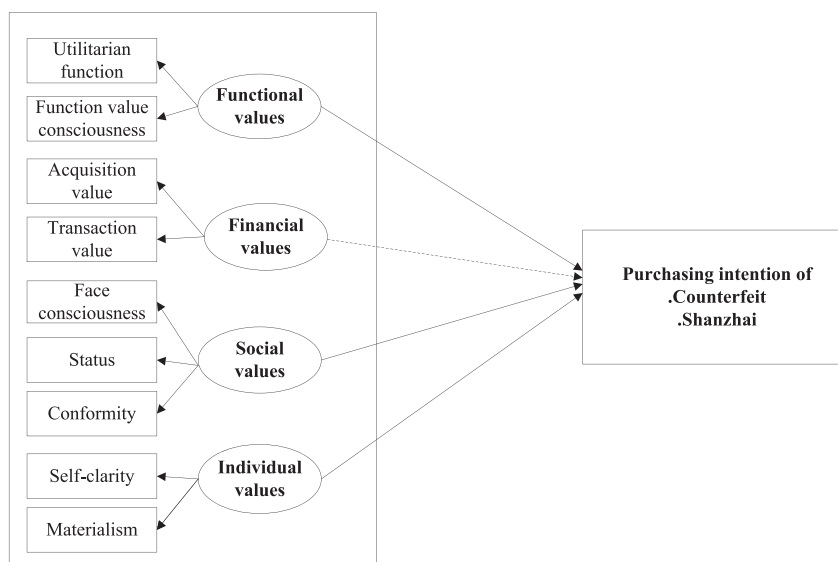 Utilitarian
function
Function value
consciousness
Functional
values
Acquisition
value
Transaction
value
Financial
values
Face
consciousness
Status
Conformity
Social
values
Self-clarity
Materialism
Individual
values
Purchasing intention of
.Counterfeit
.Shanzhai